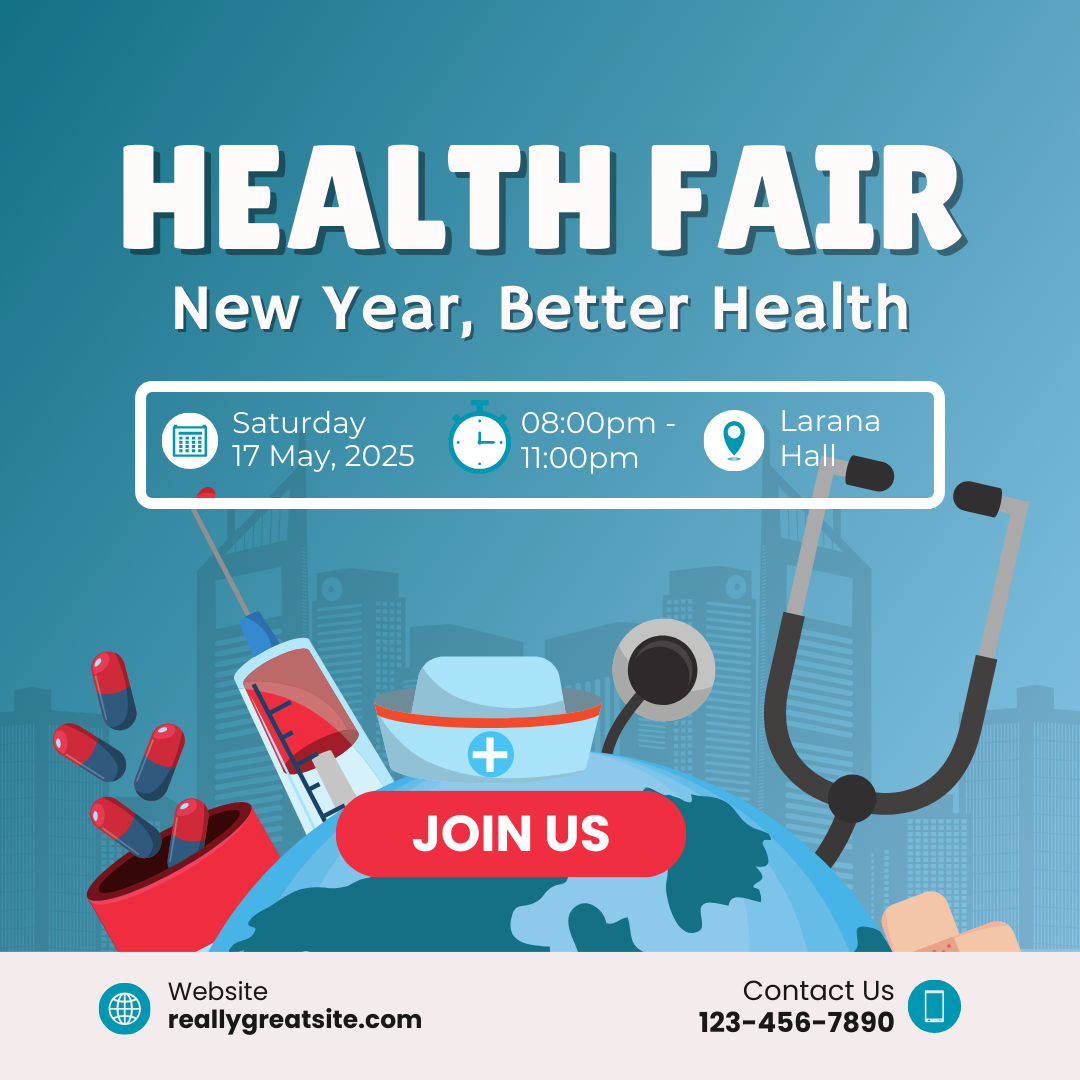 HEALTH FAIR
New Year, Better Health
Saturday
17 May, 2025
08:00pm -
11:00pm
Larana
Hall
JOIN US
Website
reallygreatsite.com
Contact Us
123-456-7890